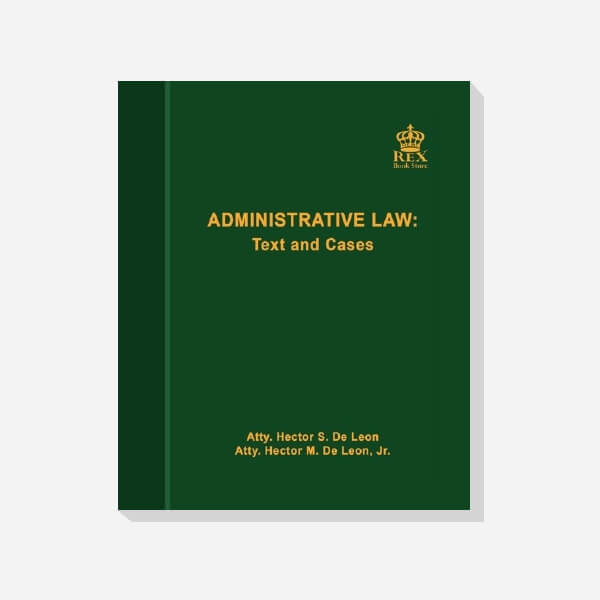 REX
Book Store
ADMINISTRATIVE LAW:
Text and Cases
Atty. Hector S. De Leon
Atty. Hector M. De Leon, Jr.